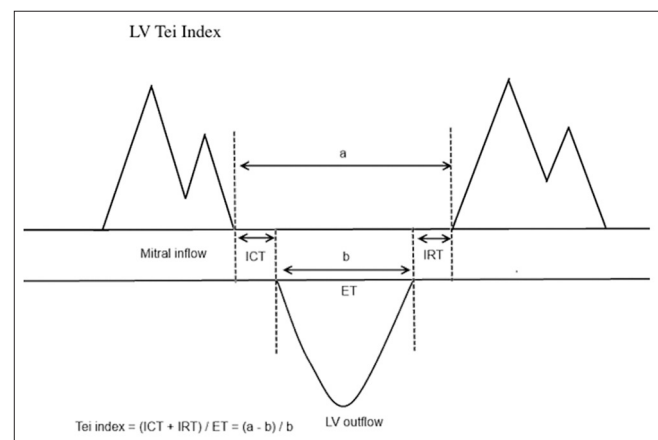 LV Tei Index
a
Mitral inflow
ICT
b
IRT
ET
LV outflow
Tei index = (ICT + IRT) / ET = (a - b) / b